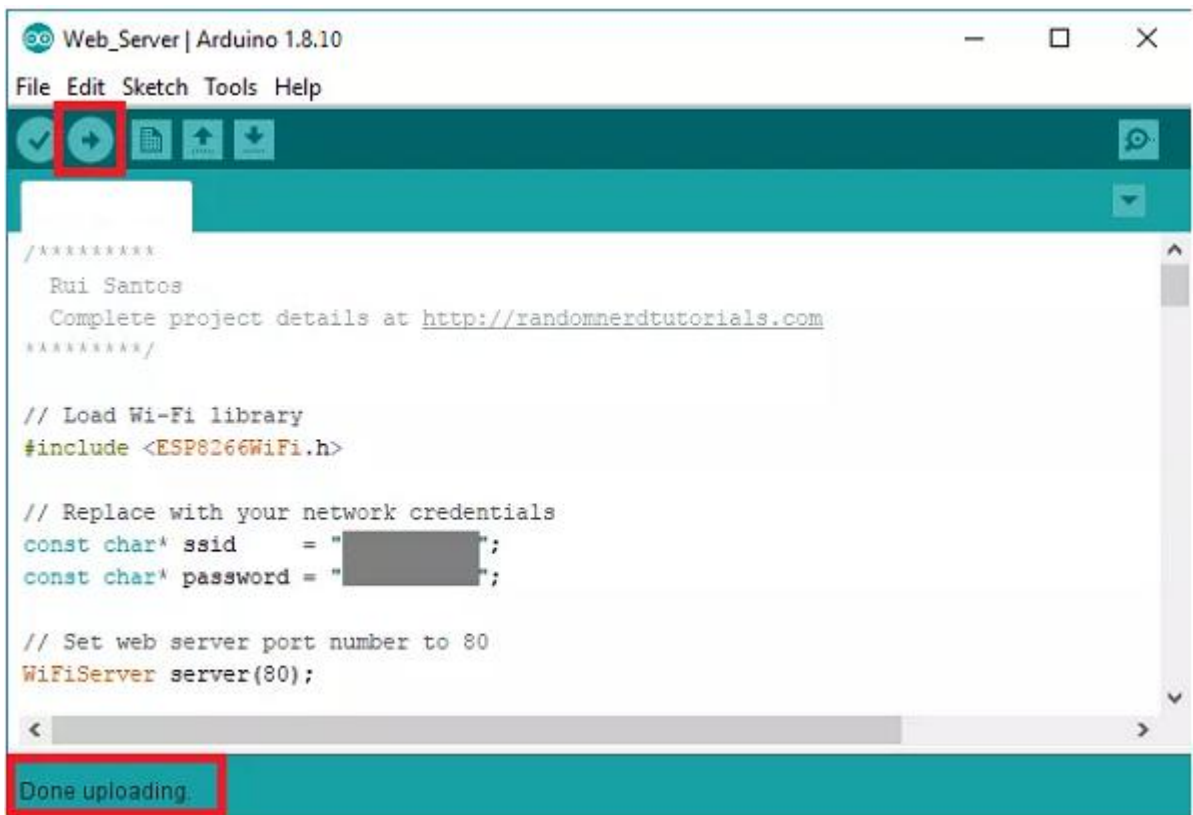 Web_Server | Arduino 1.8.10
File Edit Sketch Tools Help
/*********
Rui Santos
Complete project details at http://randomnerdtutorials.com
*********/
// Load Wi-Fi library
#include <ESP8266WiFi.h>
// Replace with your network credentials
const char* ssid     = "          ";
const char* password = "          ";
// Set web server port number to 80
WiFiServer server(80);
Done uploading.